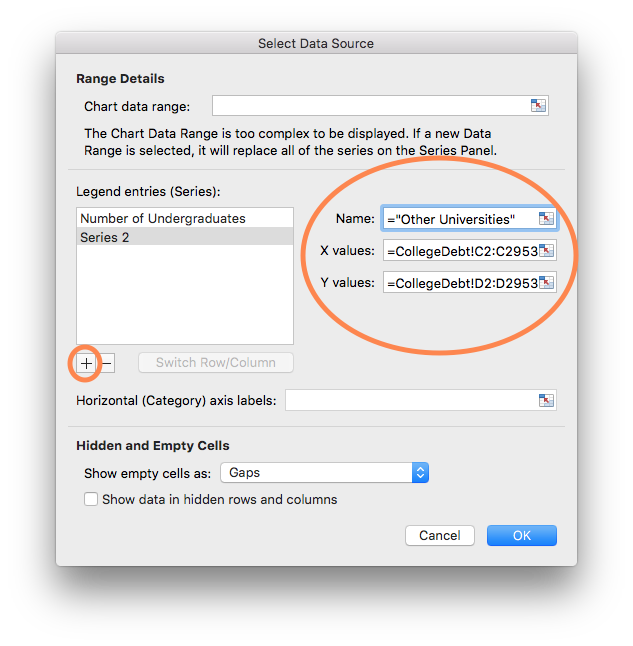 Select Data Source
Range Details
Chart data range:
The Chart Data Range is too complex to be displayed. If a new Data
Range is selected, it will replace all of the series on the Series Panel.
Legend entries (Series):
Number of Undergraduates
Series 2
Name: ="Other Universities"
X values: =CollegeDebt!C2:C2953
Y values: =CollegeDebt!D2:D2953
+ −
Switch Row/Column
Horizontal (Category) axis labels:
Hidden and Empty Cells
Show empty cells as: Gaps
Show data in hidden rows and columns
Cancel OK